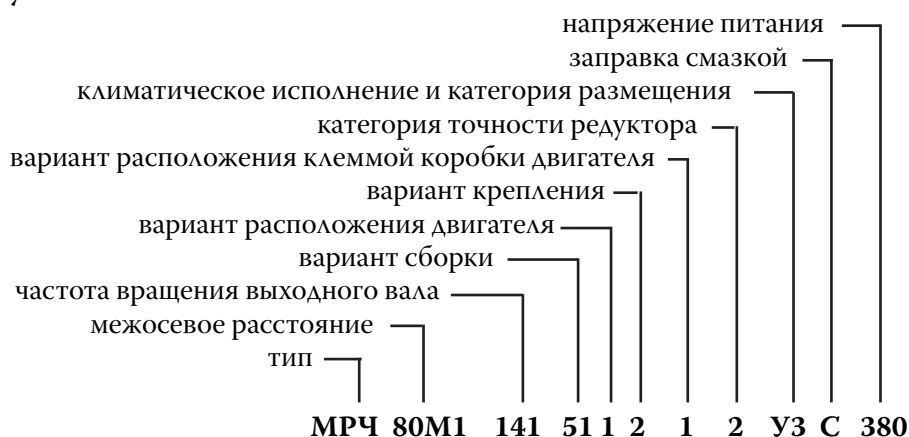 напряжение питания
заправка смазкой
климатическое исполнение и категория размещения
категория точности редуктора
вариант расположения клеммой коробки двигателя
вариант крепления
вариант расположения двигателя
вариант сборки
частота вращения выходного вала
межосевое расстояние
тип
МРЧ 80М1 141 51 1 2 1 2 У3 С 380